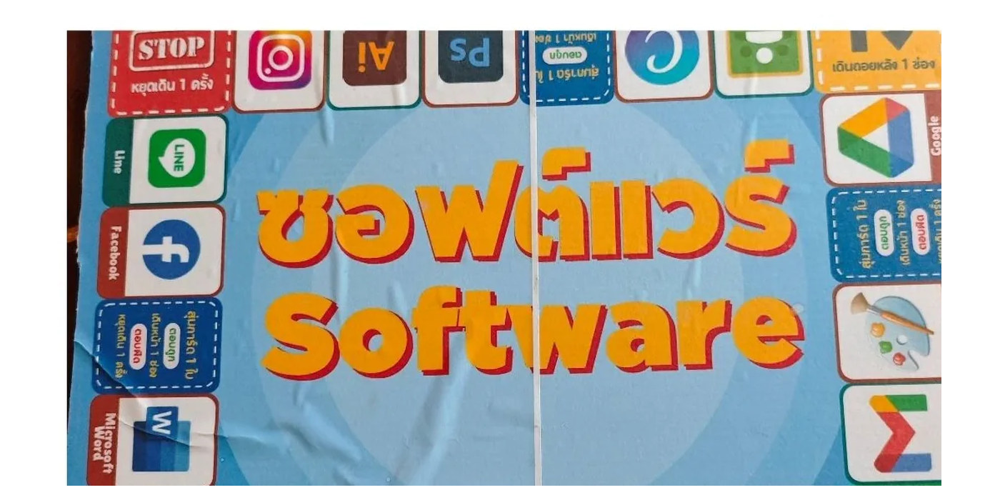 STOP
หยุดเดิน 1 ครั้ง
Ai
Ps
เดินหน้า 1 ช่อง
ตอบถูก
สุ่มการ์ด 1 ใบ
เดินถอยหลัง 1 ช่อง
Line
LINE
Google
ซอฟต์แวร์
Software
Facebook
สุ่มการ์ด 1 ใบ
ตอบถูก
เดินหน้า 1 ช่อง
ตอบผิด
หยุดเดิน 1 ครั้ง
สุ่มการ์ด 1 ใบ
ตอบถูก
เดินหน้า 1 ช่อง
ตอบผิด
หยุดเดิน 1 ครั้ง
Microsoft
Word
W